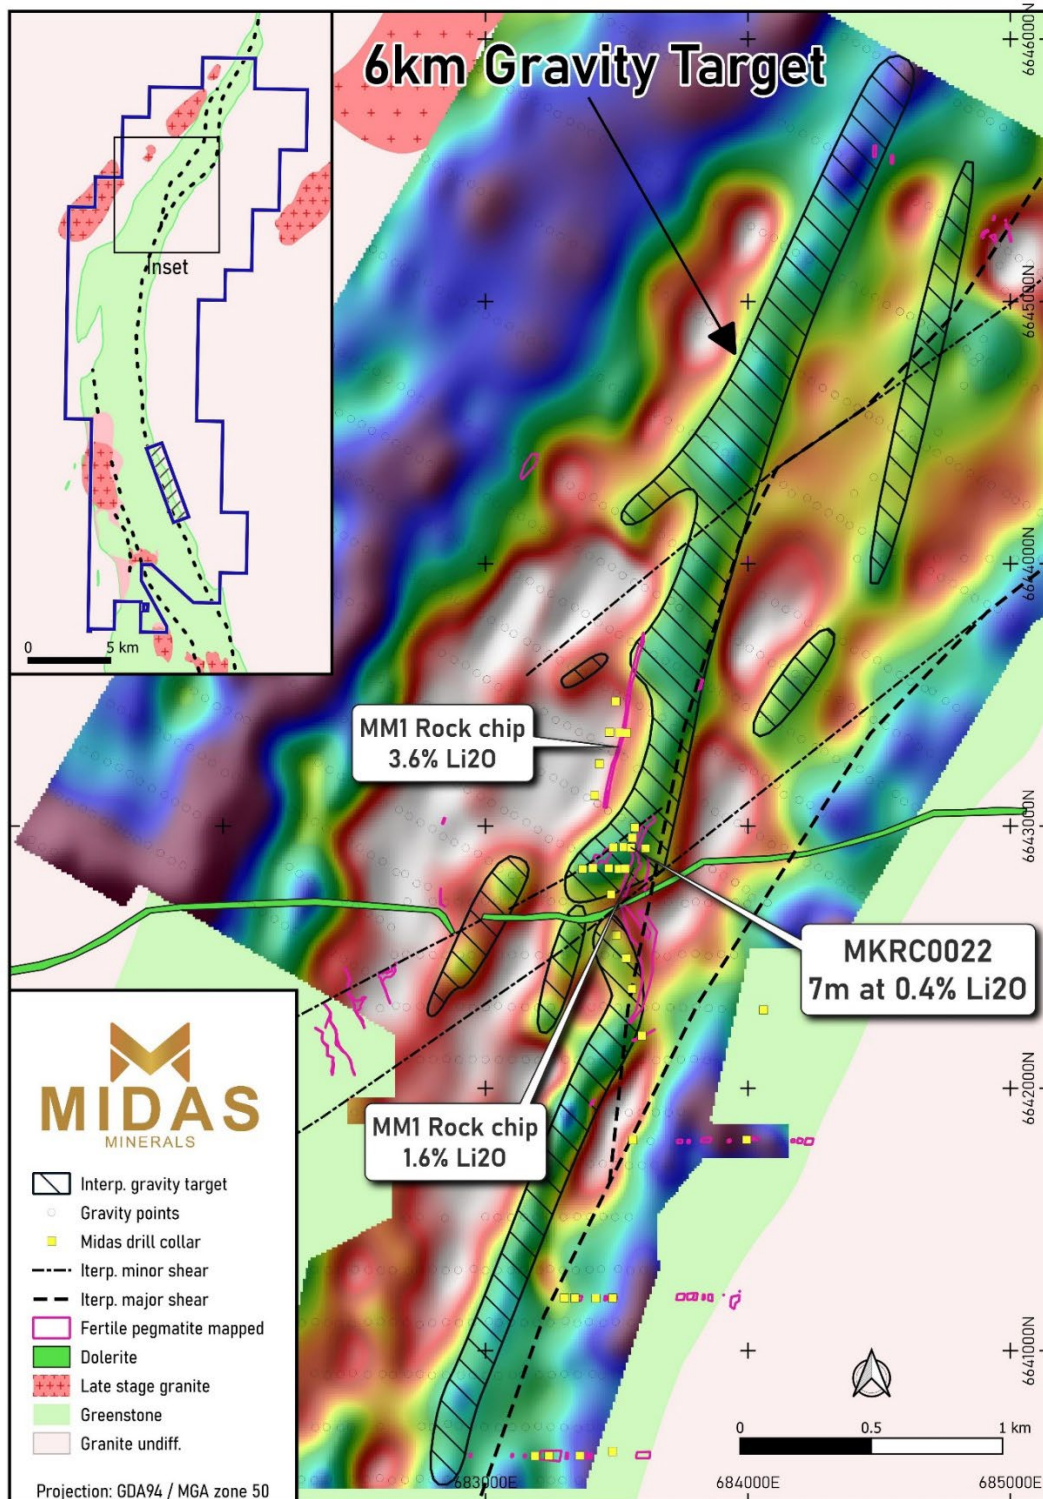 6km Gravity Target
Inset
0 5 km
MM1 Rock chip
3.6% Li2O
MKRC0022
7m at 0.4% Li2O
MM1 Rock chip
1.6% Li2O
6646000N
6645000N
6644000N
6643000N
6642000N
6641000N
683000E
684000E
685000E
0 0.5 1 km
MIDAS
MINERALS
Interp. gravity target
Gravity points
Midas drill collar
Iterp. minor shear
Iterp. major shear
Fertile pegmatite mapped
Dolerite
Late stage granite
Greenstone
Granite undiff.
Projection: GDA94 / MGA zone 50